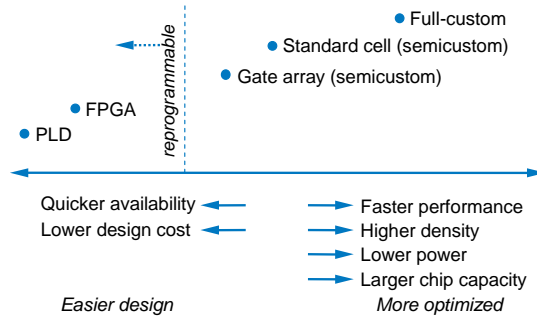 Full-custom
Standard cell (semicustom)
Gate array (semicustom)
reprogrammable
FPGA
PLD
Quicker availability
Lower design cost
Faster performance
Higher density
Lower power
Larger chip capacity
Easier design
More optimized